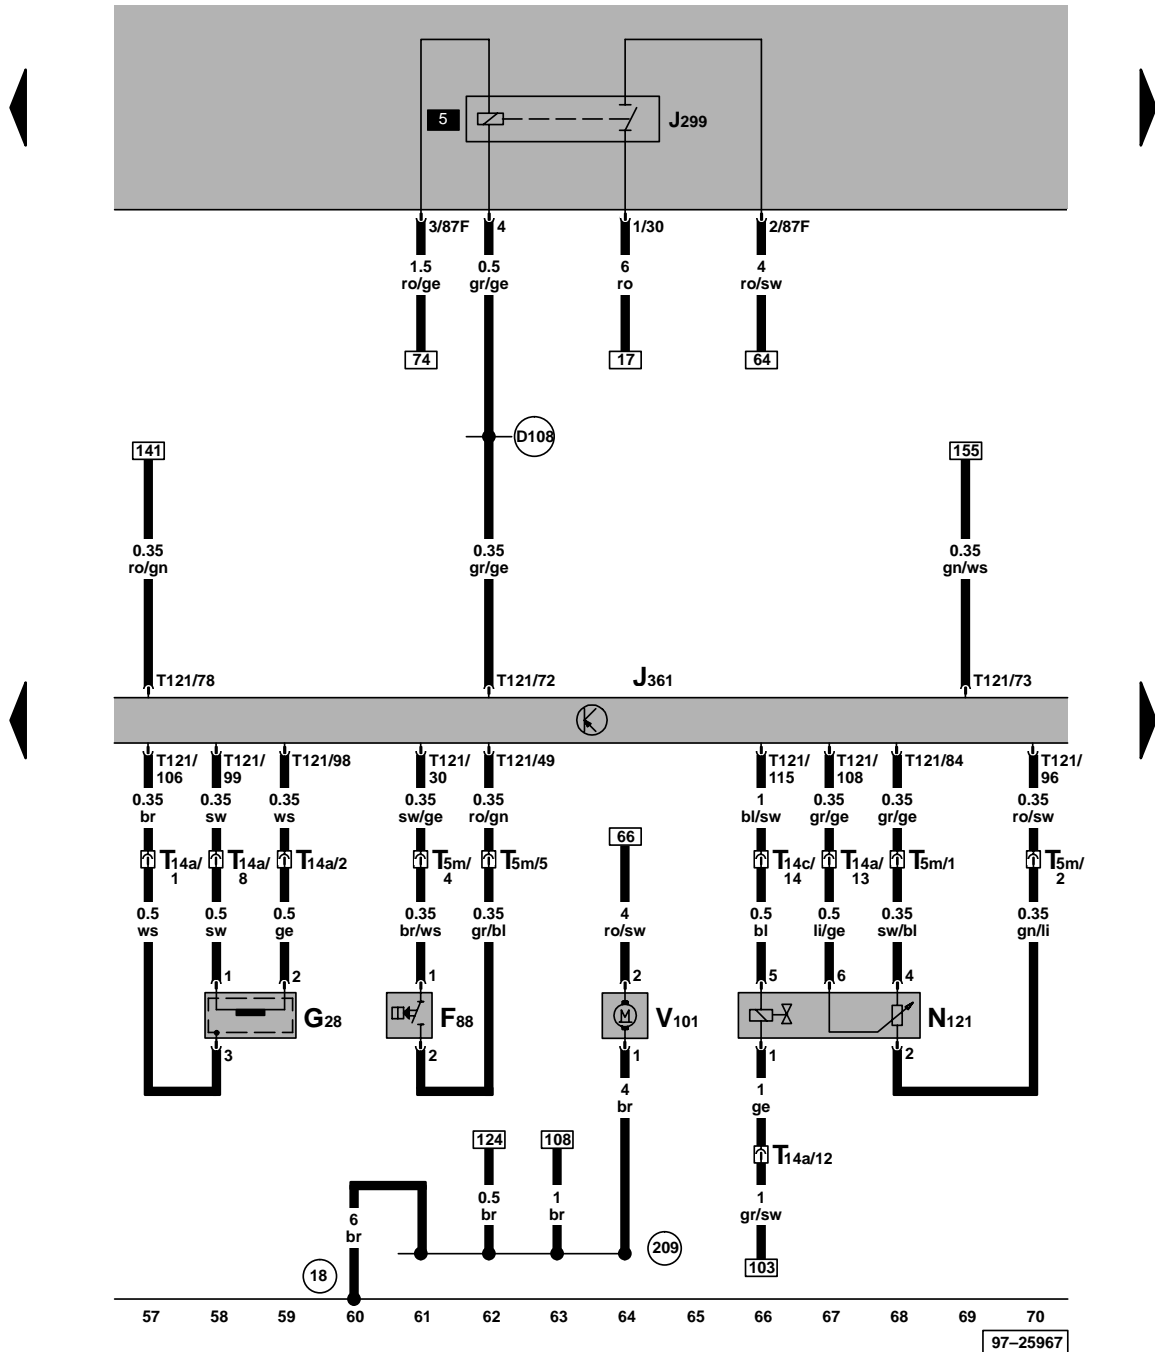 5
J299
3/87F 4 1/30 2/87F
1.5 0.5 6 4
ro/ge gr/ge ro ro/sw
74 17 64
D108
141 155
0.35 0.35 0.35
ro/gn gr/ge gn/ws
T121/78 T121/72 J361 T121/73
T121/ T121/ T121/98 T121/ T121/49 T121/ T121/ T121/84 T121/
106 99 30 115 108 96
0.35 0.35 0.35 0.35 0.35 1 0.35 0.35 0.35
br sw ws sw/ge ro/gn bl/sw gr/ge gr/ge ro/sw
66
T14a/ T14a/ T14a/2 T5m/ T5m/5 T14c/ T14a/ T5m/1 T5m/
1 8 4 14 13 2
0.5 0.5 0.5 0.35 0.35 4 0.5 0.5 0.35 0.35
ws sw ge br/ws gr/bl ro/sw bl li/ge sw/bl gn/li
1 2 1 2 5 6 4
G28 F88 M V101 N121
3 2 1 1 2
4 1
br ge
124 108
T14a/12
0.5 1 1
br br gr/sw
6
br
209
18 103
57 58 59 60 61 62 63 64 65 66 67 68 69 70
97–25967